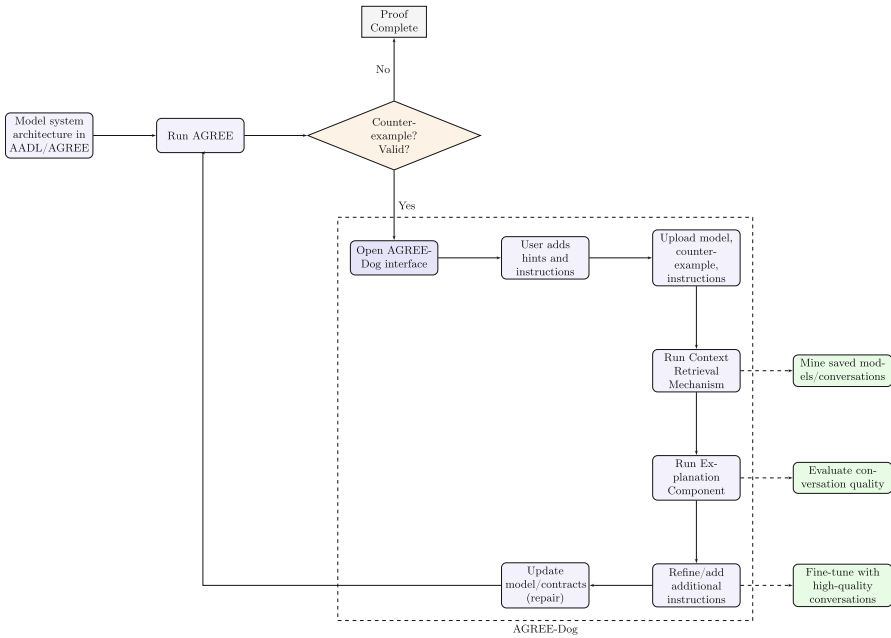 Proof
Complete
No
Model system
architecture in
AADL/AGREE
Run AGREE
Counter-
example?
Valid?
Yes
Open AGREE-
Dog interface
User adds
hints and
instructions
Upload model,
counter-
example,
instructions
Run Context
Retrieval
Mechanism
Mine saved mod-
els/conversations
Run Ex-
planation
Component
Evaluate con-
versation quality
Update
model/contracts
(repair)
Refine/add
additional
instructions
Fine-tune with
high-quality
conversations
AGREE-Dog